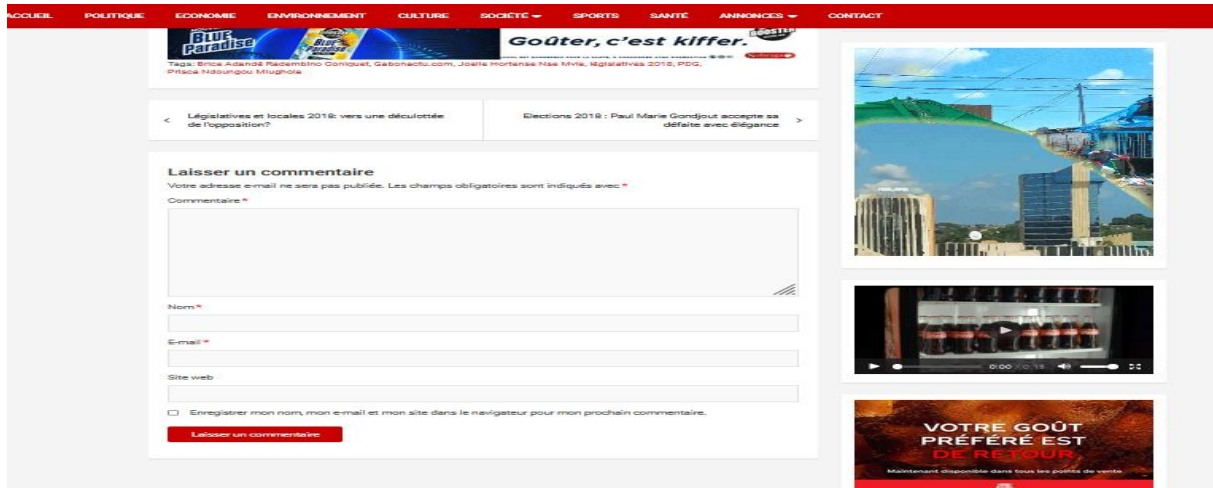 ACCUEIL POLITIQUE ECONOMIE ENVIRONNEMENT CULTURE SOCIÉTÉ SPORTS SANTÉ ANNONCES CONTACT
BLUE
Paradise
BOOSTER
Goûter, c'est kiffer.
Tags: Brice Adandé Radembino Coniquet, Gabonactu.com, Joelle Hortense Nse Mvie, législatives 2018, PDG,
Prisca Ndoungou Miughola
< Législatives et locales 2018: vers une déculottée
de l'opposition?
Elections 2018 : Paul Marie Gondjout accepte sa >
défaite avec élégance
Laisser un commentaire
Votre adresse e-mail ne sera pas publiée. Les champs obligatoires sont indiqués avec *
Commentaire *
Nom *
E-mail *
Site web
Enregistrer mon nom, mon e-mail et mon site dans le navigateur pour mon prochain commentaire.
Laisser un commentaire
0:00
VOTRE GOÛT
PRÉFÉRÉ EST
DE RETOUR
Maintenant disponible dans tous les points de vente